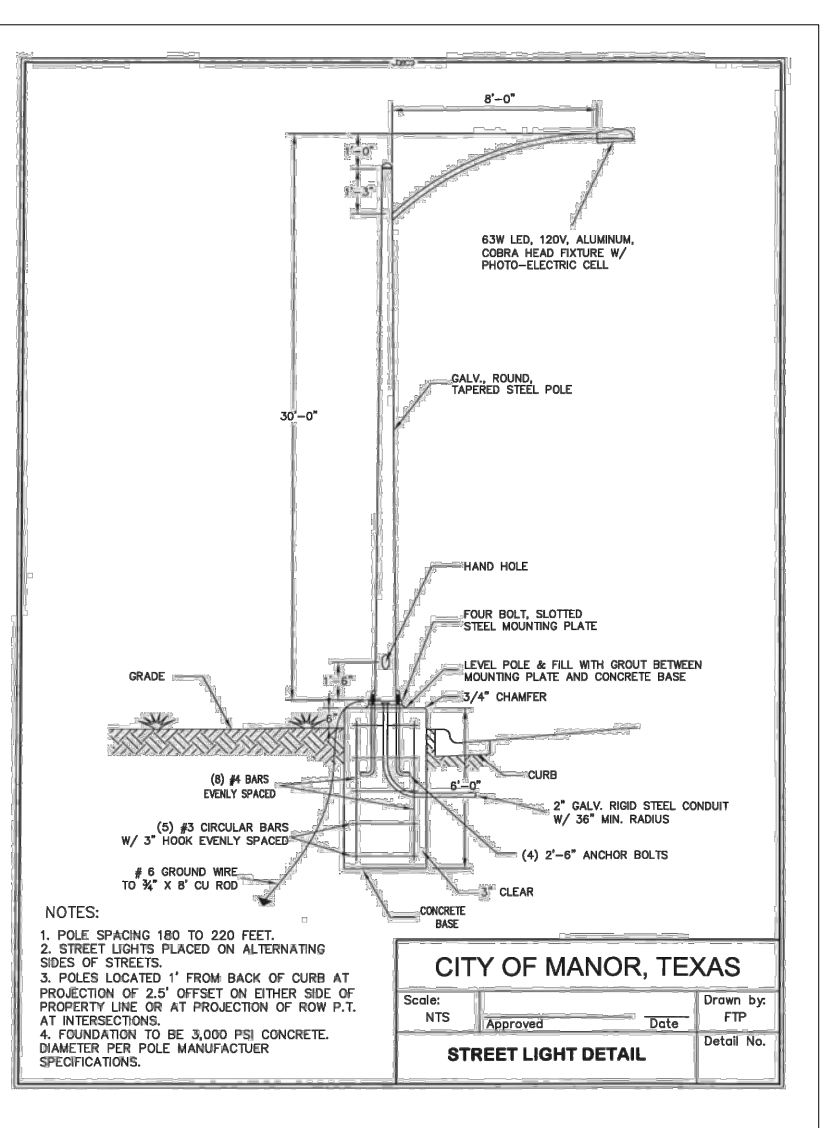 8'-0"
1'-0"
63W LED, 120V, ALUMINUM,
COBRA HEAD FIXTURE W/
PHOTO-ELECTRIC CELL
GALV., ROUND,
TAPERED STEEL POLE
30'-0"
HAND HOLE
FOUR BOLT, SLOTTED
STEEL MOUNTING PLATE
LEVEL POLE & FILL WITH GROUT BETWEEN
MOUNTING PLATE AND CONCRETE BASE
GRADE
3/4" CHAMFER
6"
CURB
(8) #4 BARS
EVENLY SPACED
6'-0"
2" GALV. RIGID STEEL CONDUIT
W/ 36" MIN. RADIUS
(5) #3 CIRCULAR BARS
W/ 3" HOOK EVENLY SPACED
(4) 2'-6" ANCHOR BOLTS
# 6 GROUND WIRE
TO ¾" X 8' CU ROD
3" CLEAR
CONCRETE
BASE
NOTES:
1. POLE SPACING 180 TO 220 FEET.
2. STREET LIGHTS PLACED ON ALTERNATING
SIDES OF STREETS.
3. POLES LOCATED 1' FROM BACK OF CURB AT
PROJECTION OF 2.5' OFFSET ON EITHER SIDE OF
PROPERTY LINE OR AT PROJECTION OF ROW P.T.
AT INTERSECTIONS.
4. FOUNDATION TO BE 3,000 PSI CONCRETE.
DIAMETER PER POLE MANUFACTUER
SPECIFICATIONS.
CITY OF MANOR, TEXAS
Scale:
NTS
Approved
Date
Drawn by:
FTP
STREET LIGHT DETAIL
Detail No.